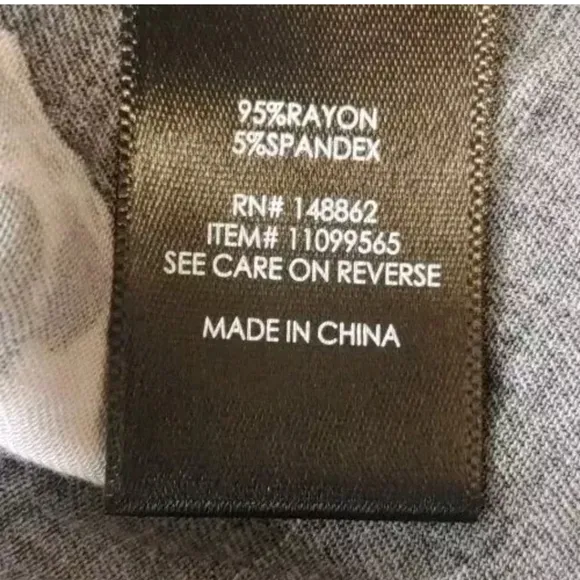 95%RAYON
5%SPANDEX
RN# 148862
ITEM# 11099565
SEE CARE ON REVERSE
MADE IN CHINA